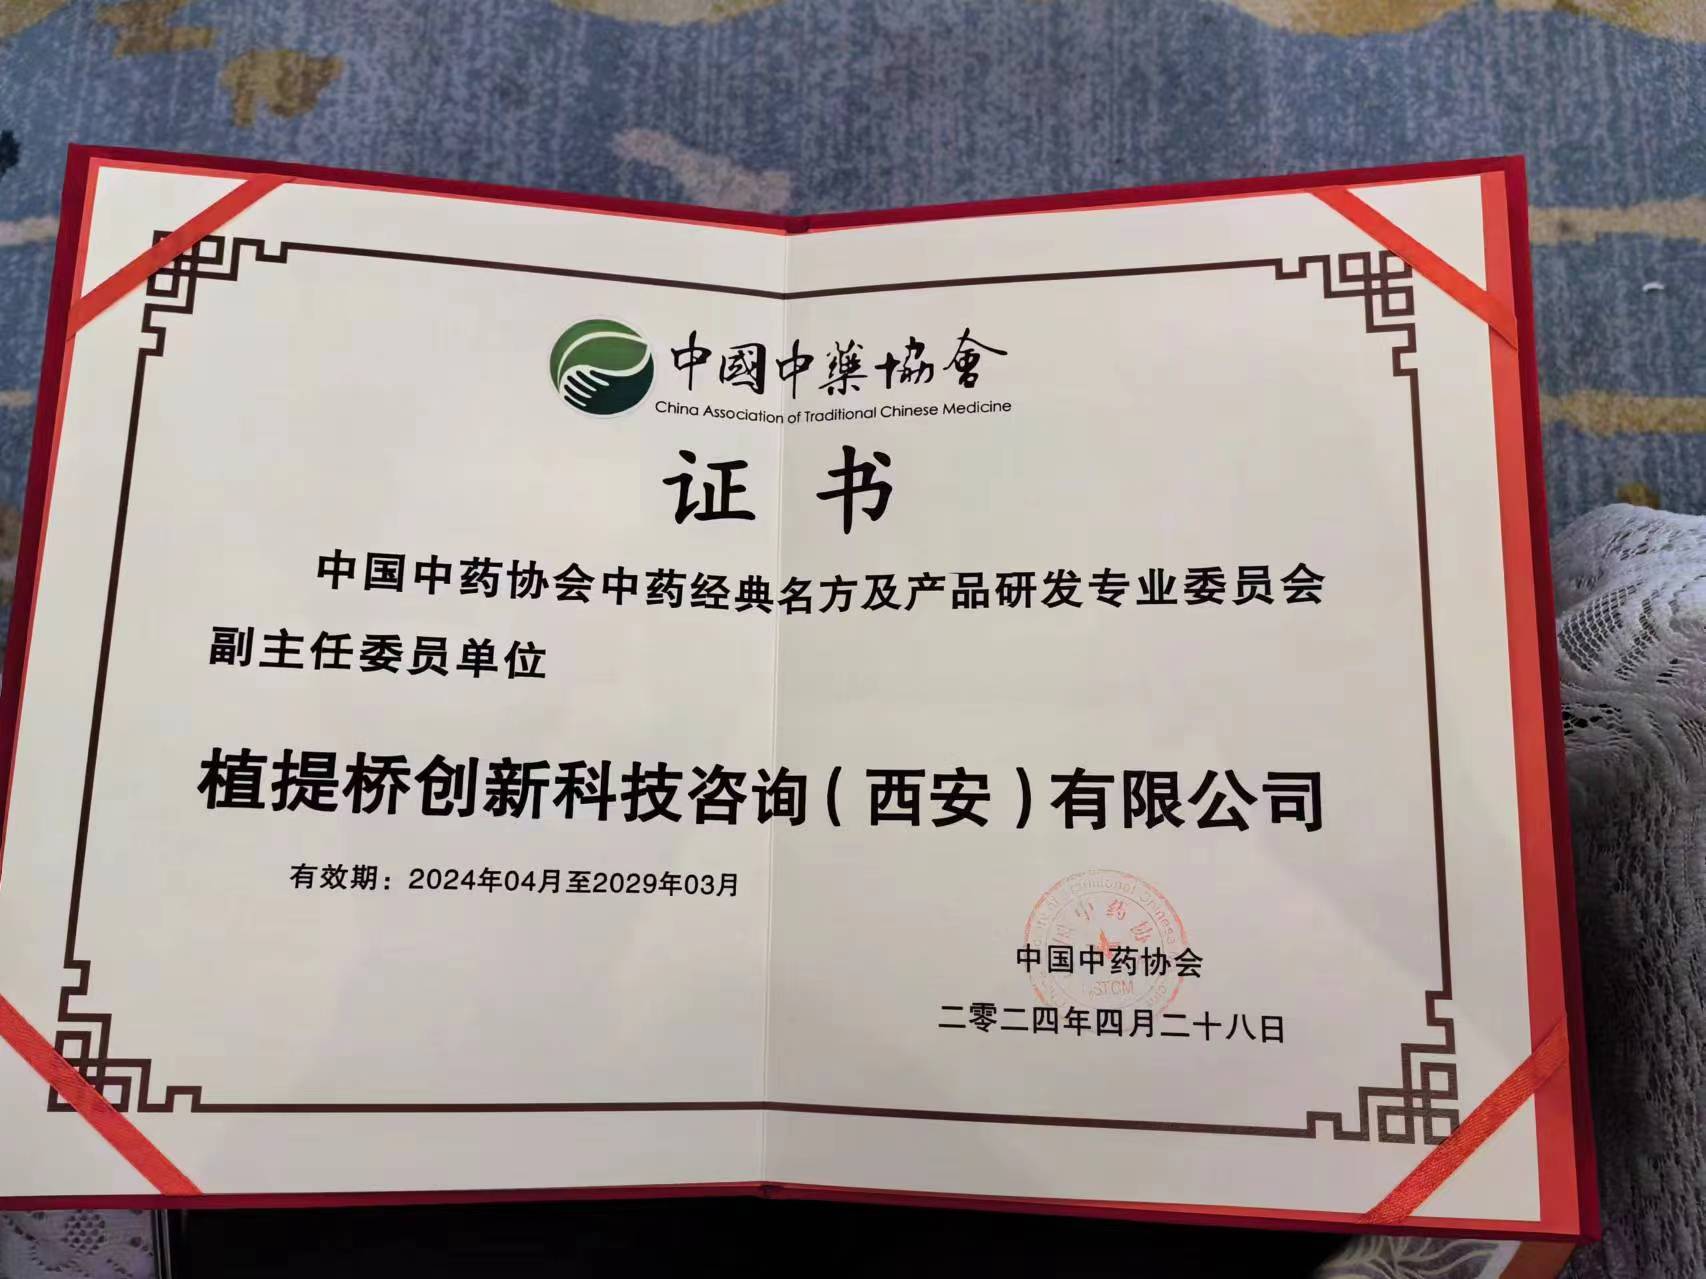 中國中藥協會
China Association of Traditional Chinese Medicine
证书
中国中药协会中药经典名方及产品研发专业委员会
副主任委员单位
植提桥创新科技咨询（西安）有限公司
有效期：2024年04月至2029年03月
中国中药协会
二零二四年四月二十八日